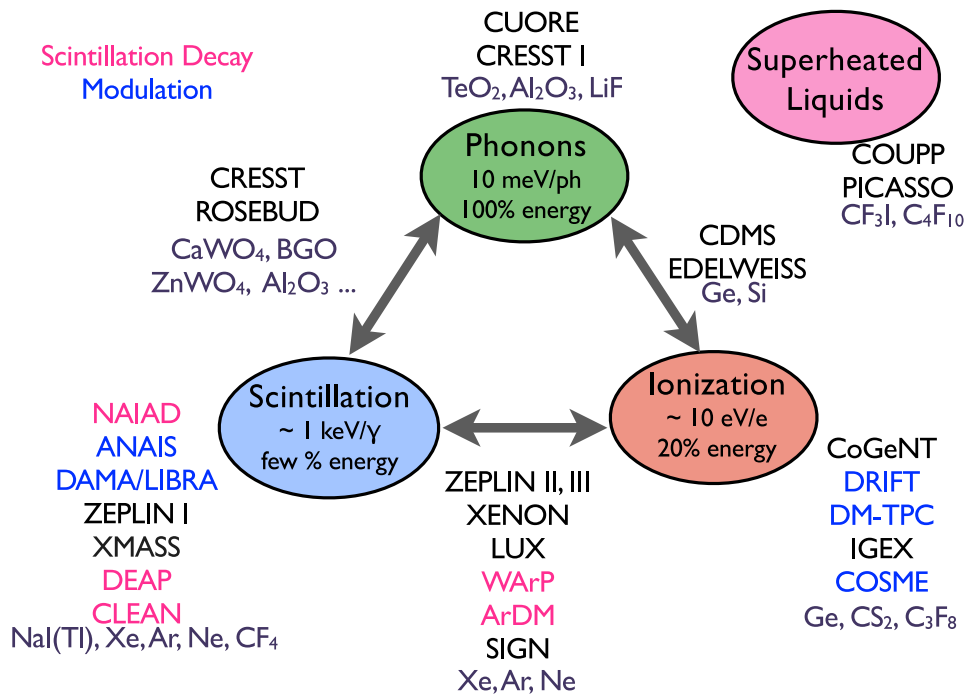 Scintillation Decay
Modulation
CUORE
CRESST I
TeO₂, Al₂O₃, LiF
Superheated
Liquids
COUPP
PICASSO
CF₃I, C₄F₁₀
Phonons
10 meV/ph
100% energy
CRESST
ROSEBUD
CaWO₄, BGO
ZnWO₄, Al₂O₃ ...
CDMS
EDELWEISS
Ge, Si
Scintillation
~ 1 keV/γ
few % energy
Ionization
~ 10 eV/e
20% energy
NAIAD
ANAIS
DAMA/LIBRA
ZEPLIN I
XMASS
DEAP
CLEAN
NaI(Tl), Xe, Ar, Ne, CF₄
ZEPLIN II, III
XENON
LUX
WArP
ArDM
SIGN
Xe, Ar, Ne
CoGeNT
DRIFT
DM-TPC
IGEX
COSME
Ge, CS₂, C₃F₈